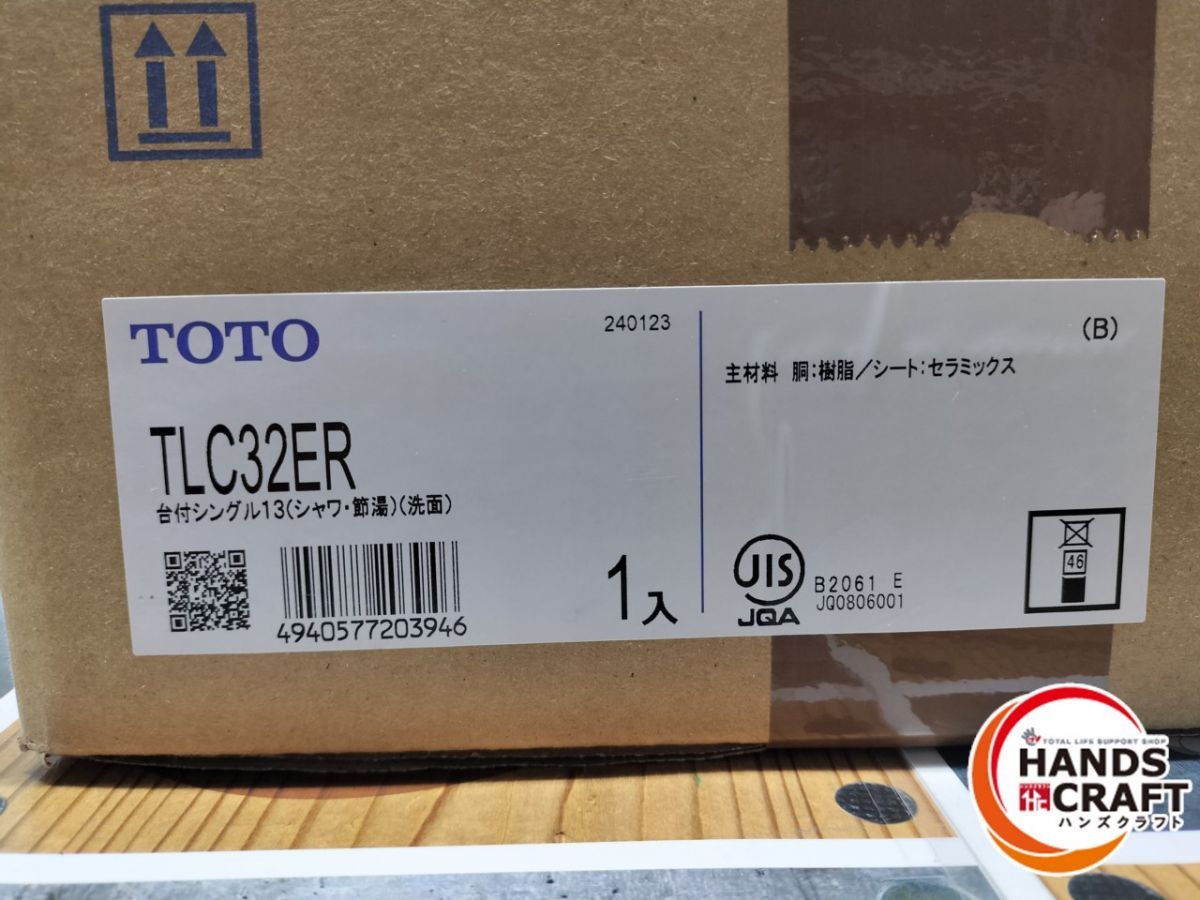 TOTO
240123
TLC32ER
台付シングル13(シャワ・節湯)(洗面)
4940577203946
1入
(B)
主材料 胴:樹脂/シート:セラミックス
JIS
JQA
B2061 E
JQ0806001
46
TOTAL LIFE SUPPORT SHOP
HANDS
CRAFT
ハンズクラフト